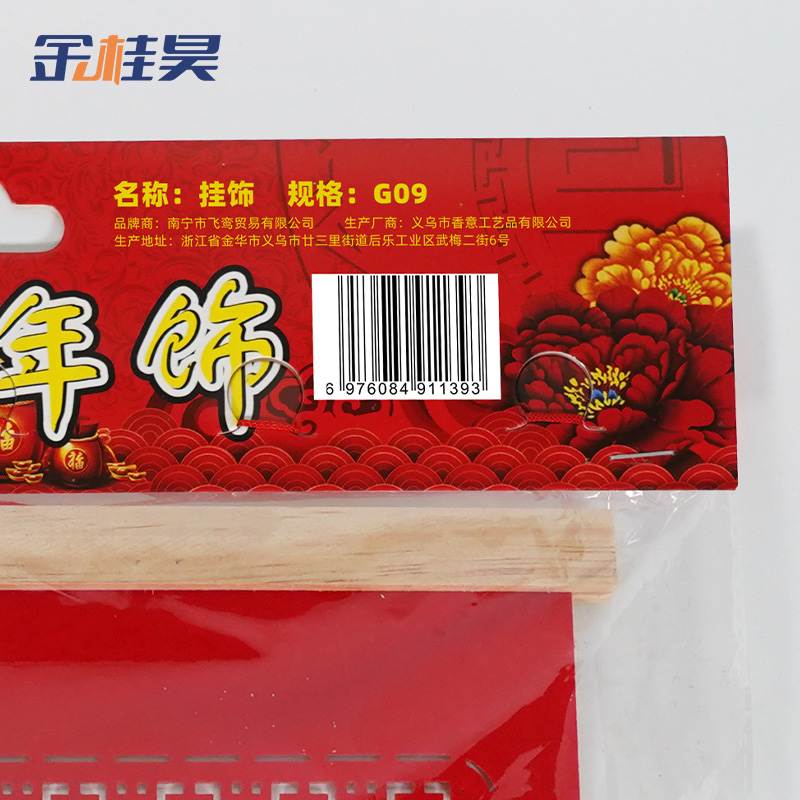 金桂昊
名称：挂饰 规格：G09
品牌商：南宁市飞鸾贸易有限公司 生产厂商：义乌市香意工艺品有限公司
生产地址：浙江省金华市义乌市廿三里街道后乐工业区武梅二街6号
年饰
6 976084 911393
福
福